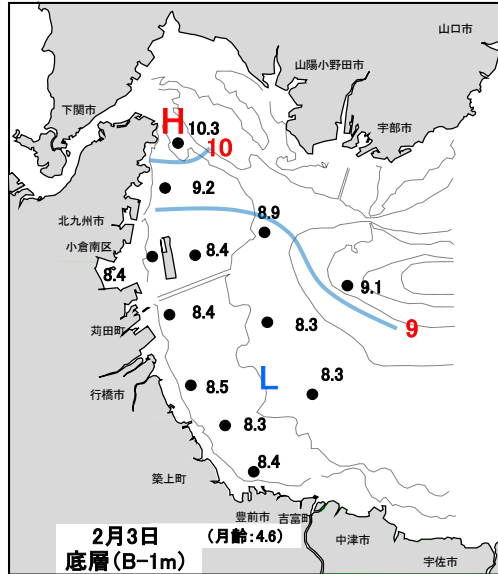 山口市
山陽小野田市
下関市
宇部市
H
10.3
10
9.2
北九州市
8.9
小倉南区
8.4
8.4
9.1
苅田町
8.4
8.3
9
L
8.3
行橋市
8.5
8.3
8.4
築上町
豊前市
吉富町
2月3日
(月齢:4.6)
中津市
底層(B-1m)
宇佐市